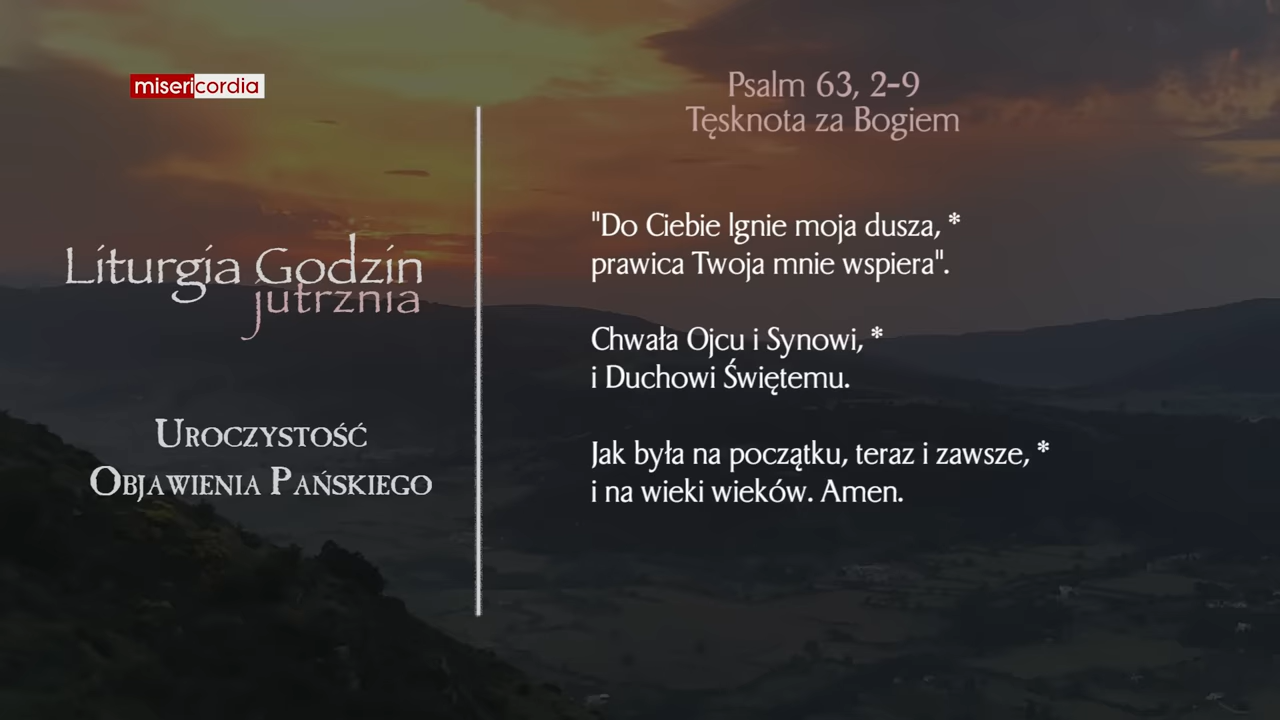 misericordia
Liturgia Godzin
jutrznia
Uroczystość
Objawienia Pańskiego
Psalm 63, 2-9
Tęsknota za Bogiem
"Do Ciebie lgnie moja dusza, *
prawica Twoja mnie wspiera".
Chwała Ojcu i Synowi, *
i Duchowi Świętemu.
Jak była na początku, teraz i zawsze, *
i na wieki wieków. Amen.